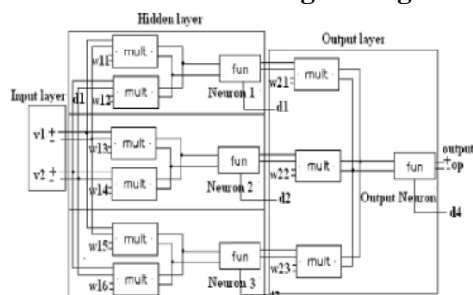 Hidden layer
Output layer
Input layer
mult
w11
mult
d1
w12
fun
Neuron 1
d1
mult
w21
v1 +
-
v2 +
-
mult
w13
mult
w14
fun
Neuron 2
d2
mult
w22
fun
output
+
-op
Output Neuron
d4
mult
w15
mult
w16
fun
Neuron 3
mult
w23